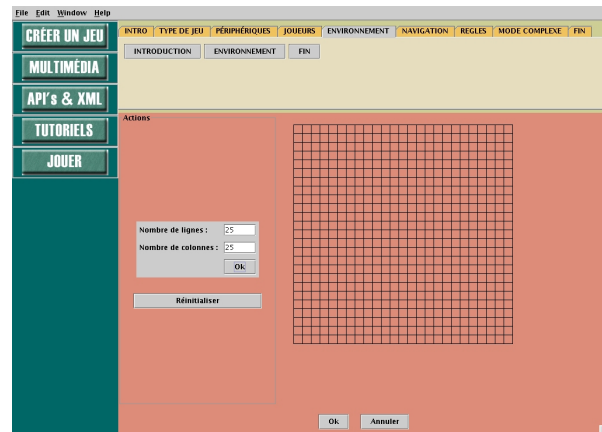 File Edit Window Help
CRÉER UN JEU
MULTIMÉDIA
API's & XML
TUTORIELS
JOUER
INTRO TYPE DE JEU PÉRIPHÉRIQUES JOUEURS ENVIRONNEMENT NAVIGATION REGLES MODE COMPLEXE FIN
INTRODUCTION ENVIRONNEMENT FIN
Actions
Nombre de lignes : 25
Nombre de colonnes : 25
Ok
Réinitialiser
Ok Annuler